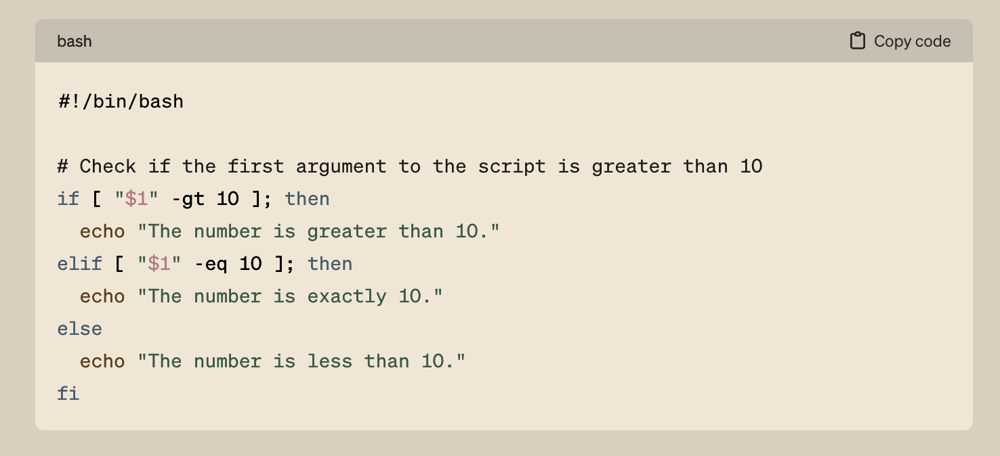 bash
Copy code
#!/bin/bash
# Check if the first argument to the script is greater than 10
if [ "$1" -gt 10 ]; then
  echo "The number is greater than 10."
elif [ "$1" -eq 10 ]; then
  echo "The number is exactly 10."
else
  echo "The number is less than 10."
fi